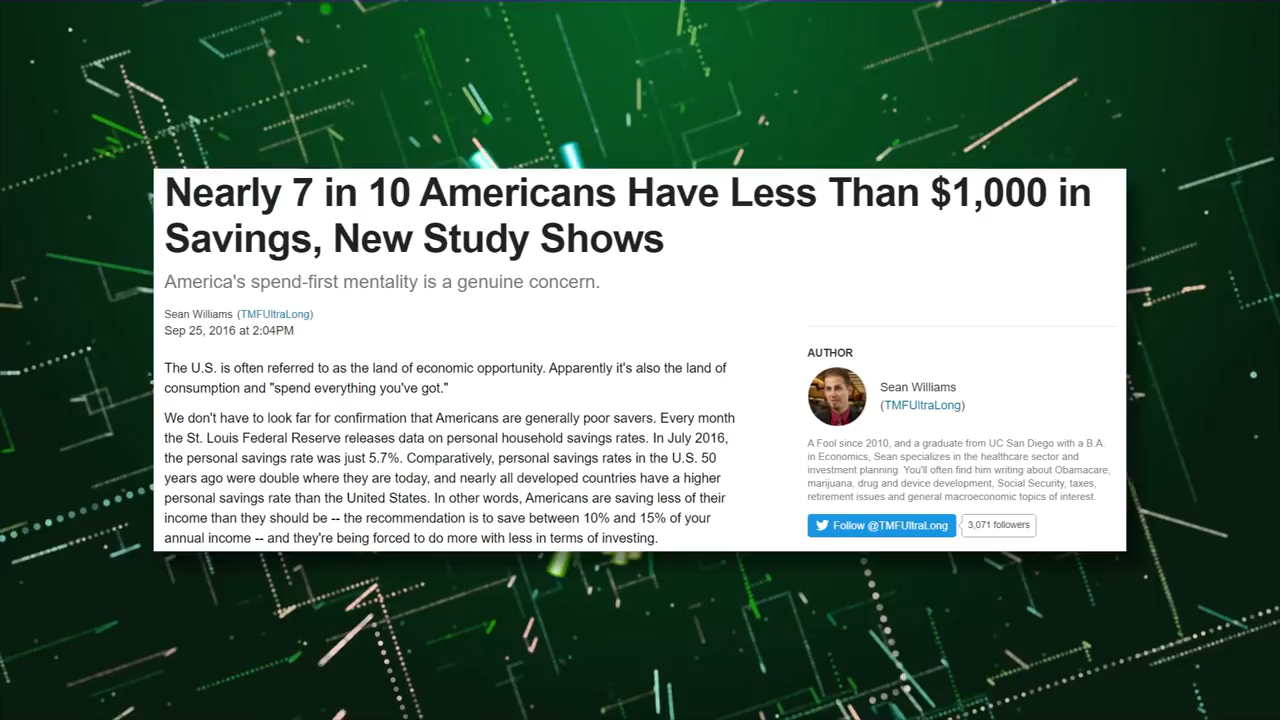 Nearly 7 in 10 Americans Have Less Than $1,000 in
Savings, New Study Shows
America's spend-first mentality is a genuine concern.
Sean Williams (TMFUltraLong)
Sep 25, 2016 at 2:04PM
The U.S. is often referred to as the land of economic opportunity. Apparently it's also the land of
consumption and "spend everything you've got."
We don't have to look far for confirmation that Americans are generally poor savers. Every month
the St. Louis Federal Reserve releases data on personal household savings rates. In July 2016,
the personal savings rate was just 5.7%. Comparatively, personal savings rates in the U.S. 50
years ago were double where they are today, and nearly all developed countries have a higher
personal savings rate than the United States. In other words, Americans are saving less of their
income than they should be -- the recommendation is to save between 10% and 15% of your
annual income -- and they're being forced to do more with less in terms of investing.
AUTHOR
Sean Williams
(TMFUltraLong)
A Fool since 2010, and a graduate from UC San Diego with a B.A.
in Economics, Sean specializes in the healthcare sector and
investment planning. You'll often find him writing about Obamacare,
marijuana, drug and device development, Social Security, taxes,
retirement issues and general macroeconomic topics of interest.
Follow @TMFUltraLong
3,071 followers